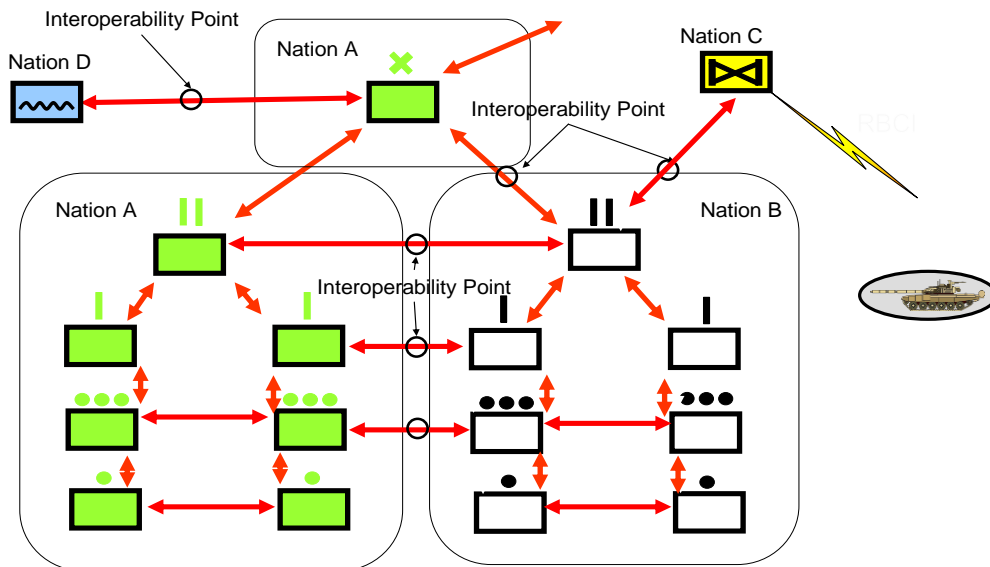 Interoperability Point
Nation D
Nation A
Nation C
Interoperability Point
RBCI
Nation A
Nation B
Interoperability Point